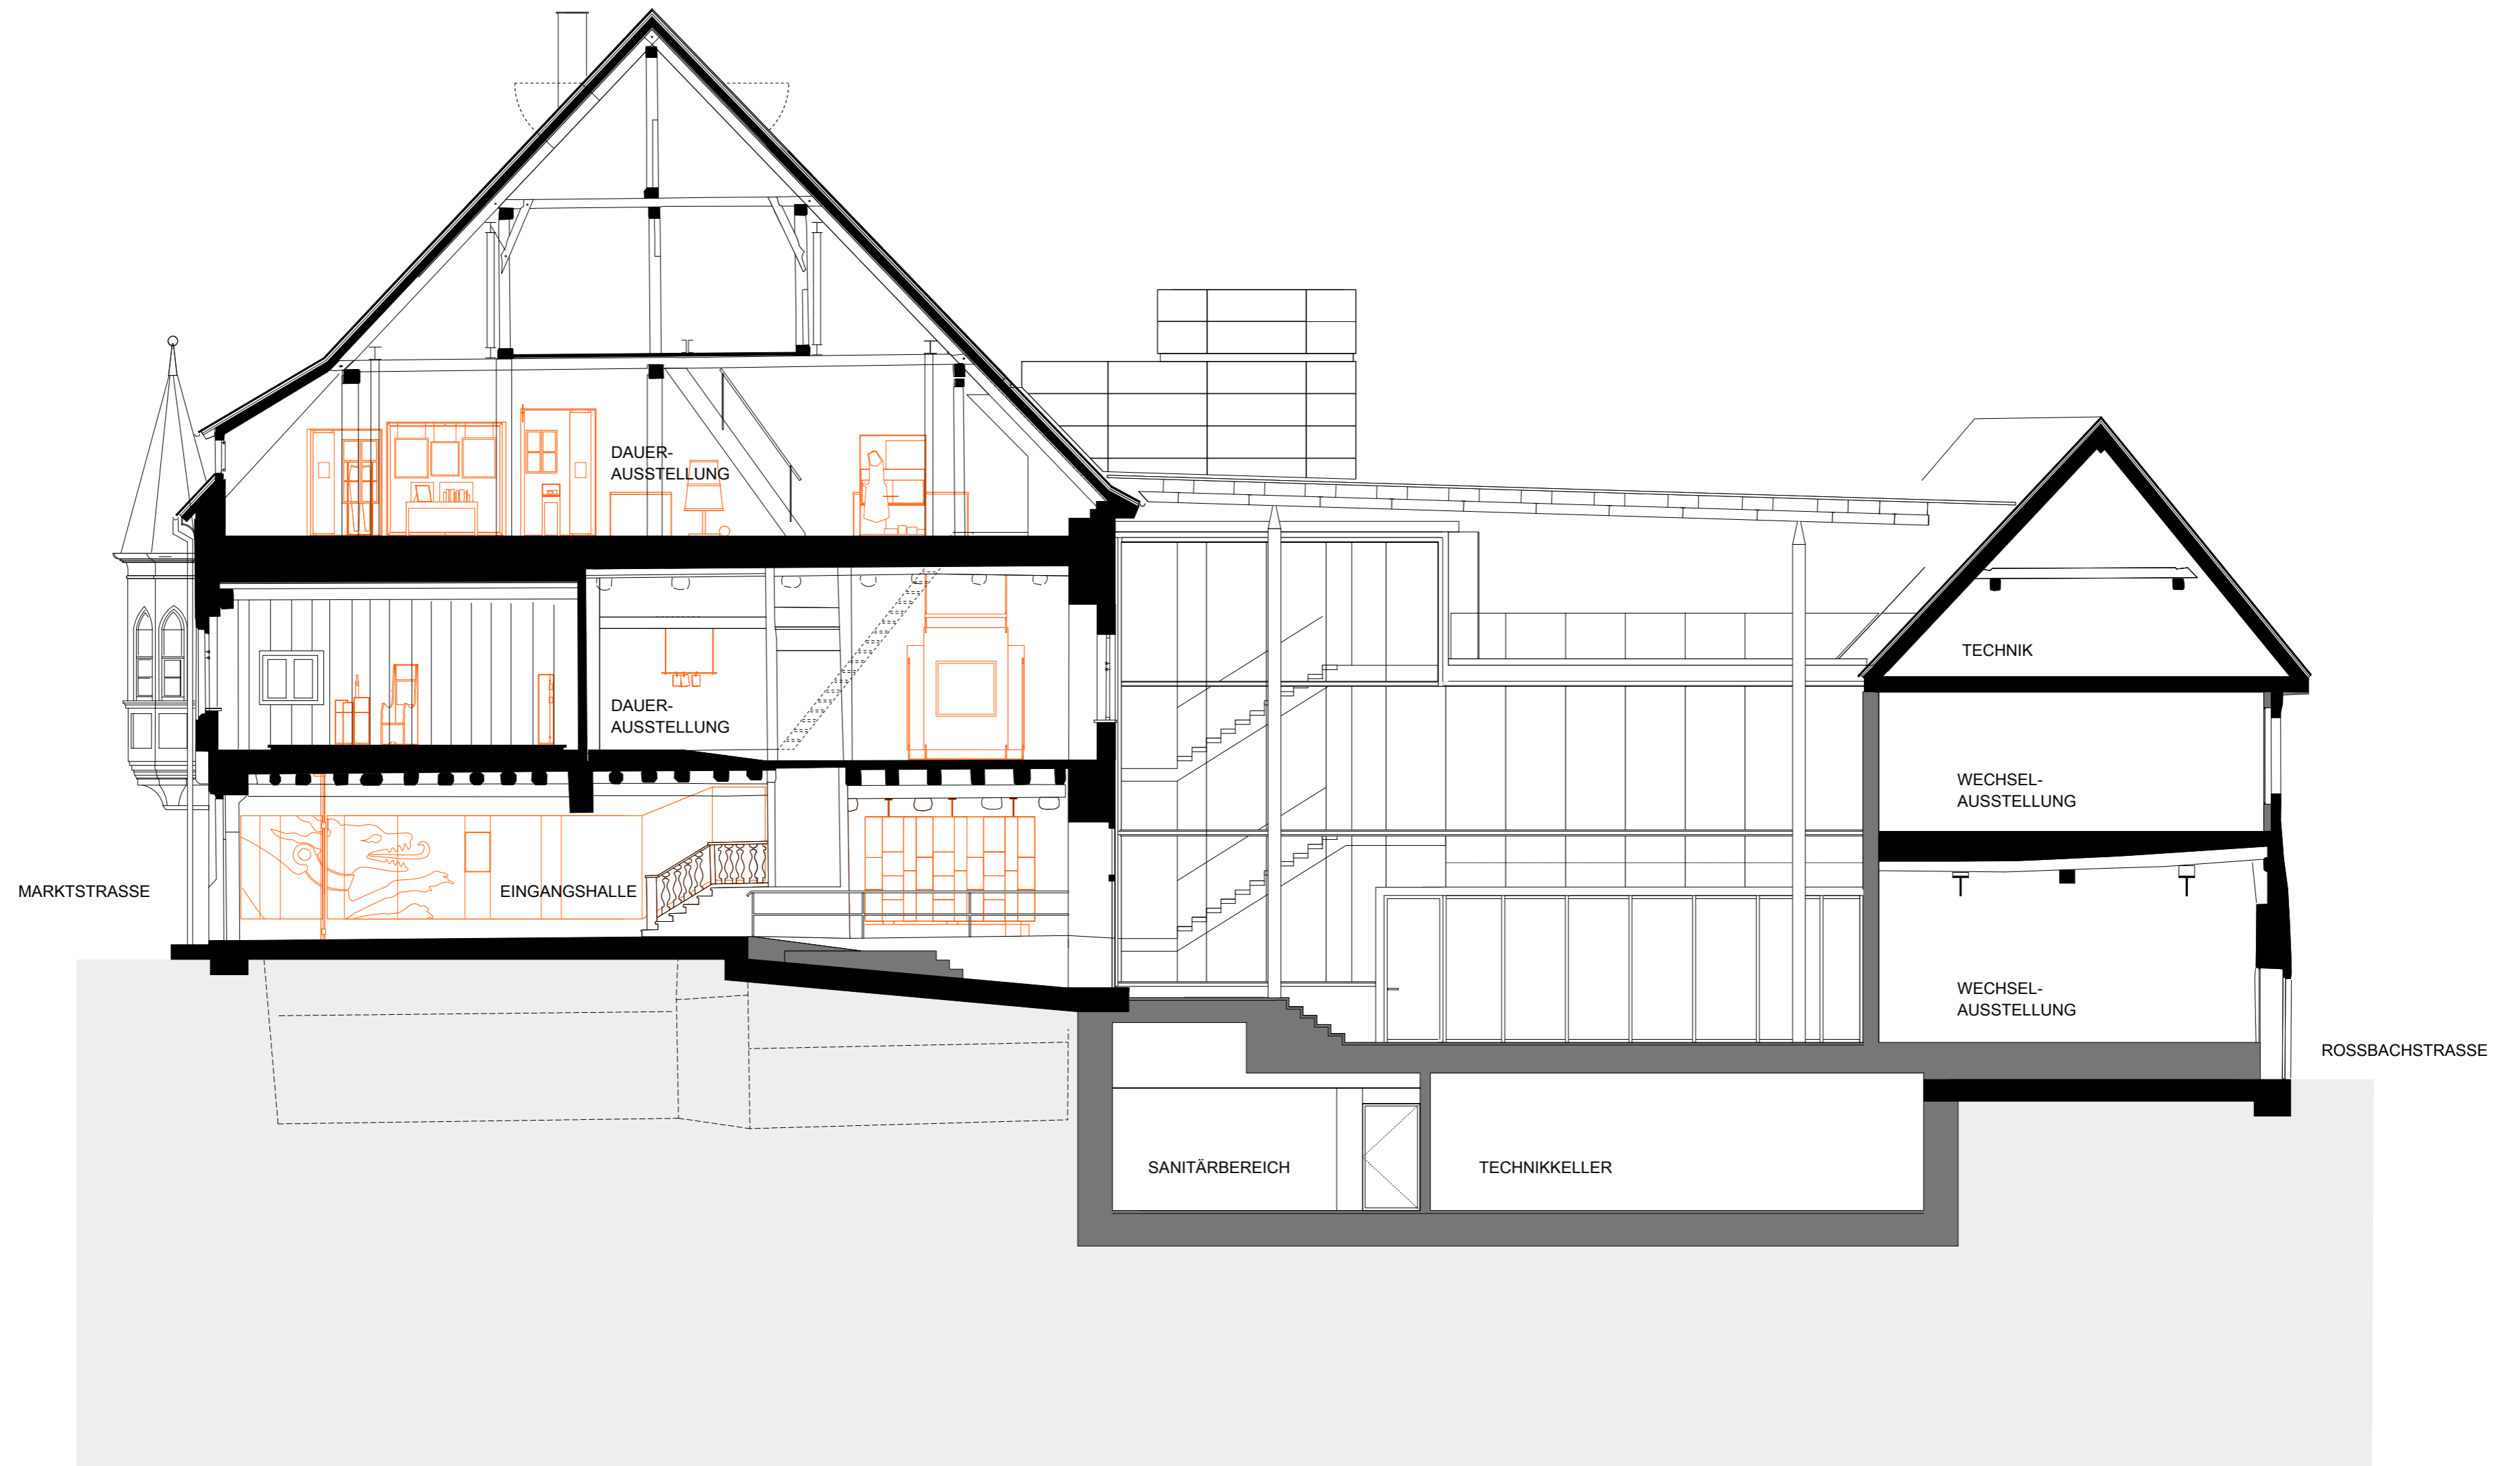 DAUER-
AUSSTELLUNG
TECHNIK
DAUER-
AUSSTELLUNG
WECHSEL-
AUSSTELLUNG
MARKTSTRASSE
EINGANGSHALLE
WECHSEL-
AUSSTELLUNG
ROSSBACHSTRASSE
SANITÄRBEREICH
TECHNIKKELLER